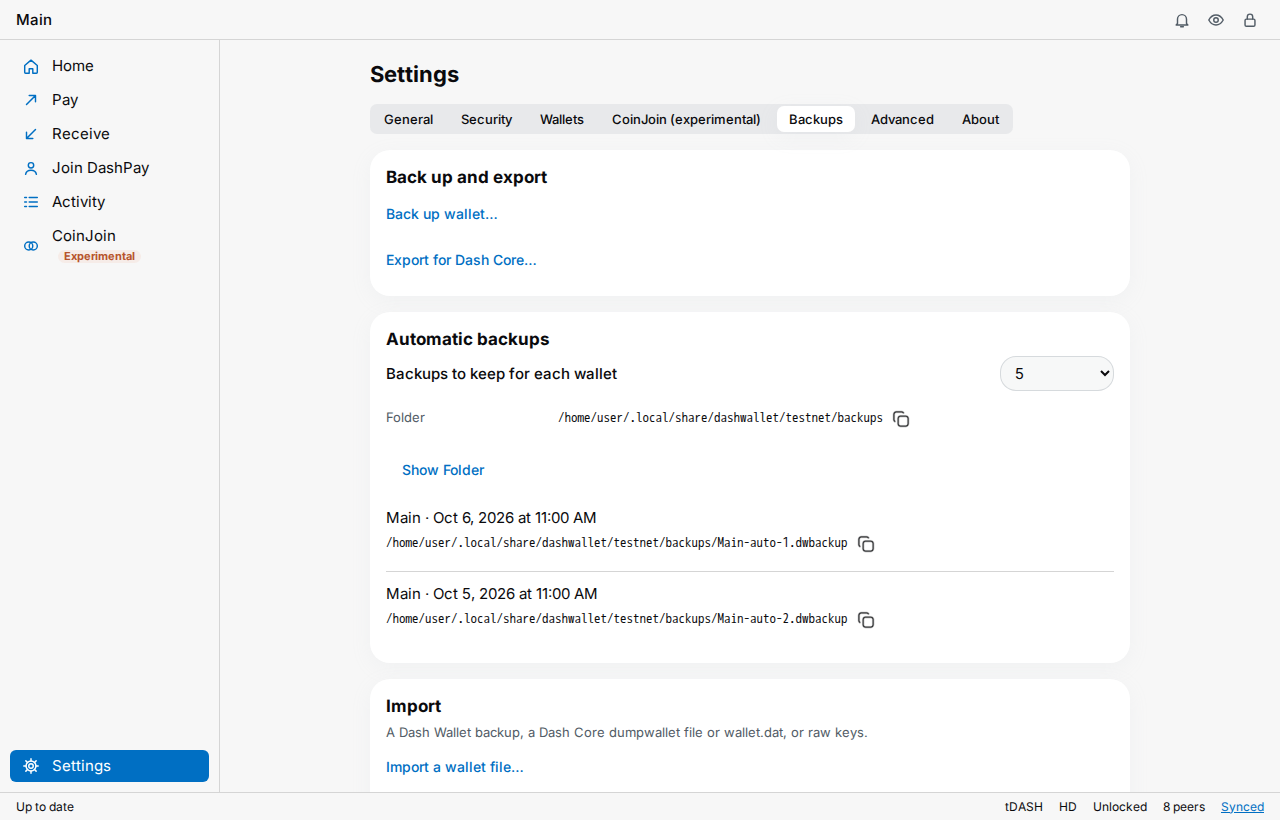 Main
Home
Pay
Receive
Join DashPay
Activity
CoinJoin
Experimental
Settings
Settings
General Security Wallets CoinJoin (experimental) Backups Advanced About
Back up and export
Back up wallet...
Export for Dash Core...
Automatic backups
Backups to keep for each wallet 5
Folder /home/user/.local/share/dashwallet/testnet/backups
Show Folder
Main · Oct 6, 2026 at 11:00 AM
/home/user/.local/share/dashwallet/testnet/backups/Main-auto-1.dwbackup
Main · Oct 5, 2026 at 11:00 AM
/home/user/.local/share/dashwallet/testnet/backups/Main-auto-2.dwbackup
Import
A Dash Wallet backup, a Dash Core dumpwallet file or wallet.dat, or raw keys.
Import a wallet file...
Up to date tDASH HD Unlocked 8 peers Synced